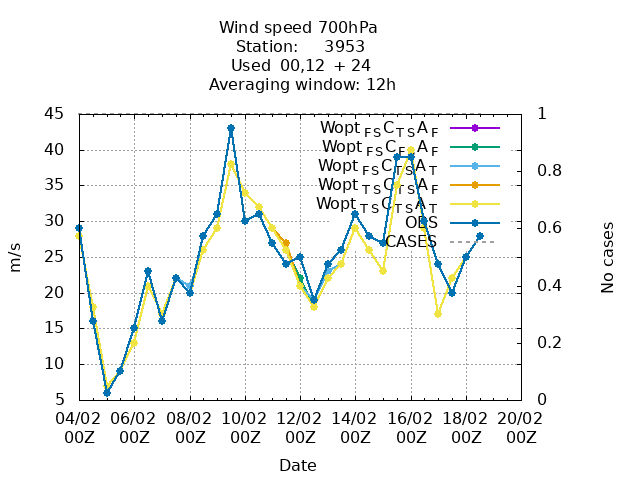 Wind speed 700hPa
Station: 3953
Used 00,12 + 24
Averaging window: 12h
Wopt FS C TS A F
Wopt FS C F S A F
Wopt FS C TS A T
Wopt TS C TS A F
Wopt TS C TS A T
OBS
CASES
45
40
35
30
25
20
15
10
5
m/s
1
0.8
0.6
0.4
0.2
0
No cases
04/02 06/02 08/02 10/02 12/02 14/02 16/02 18/02 20/02
00Z 00Z 00Z 00Z 00Z 00Z 00Z 00Z 00Z
Date